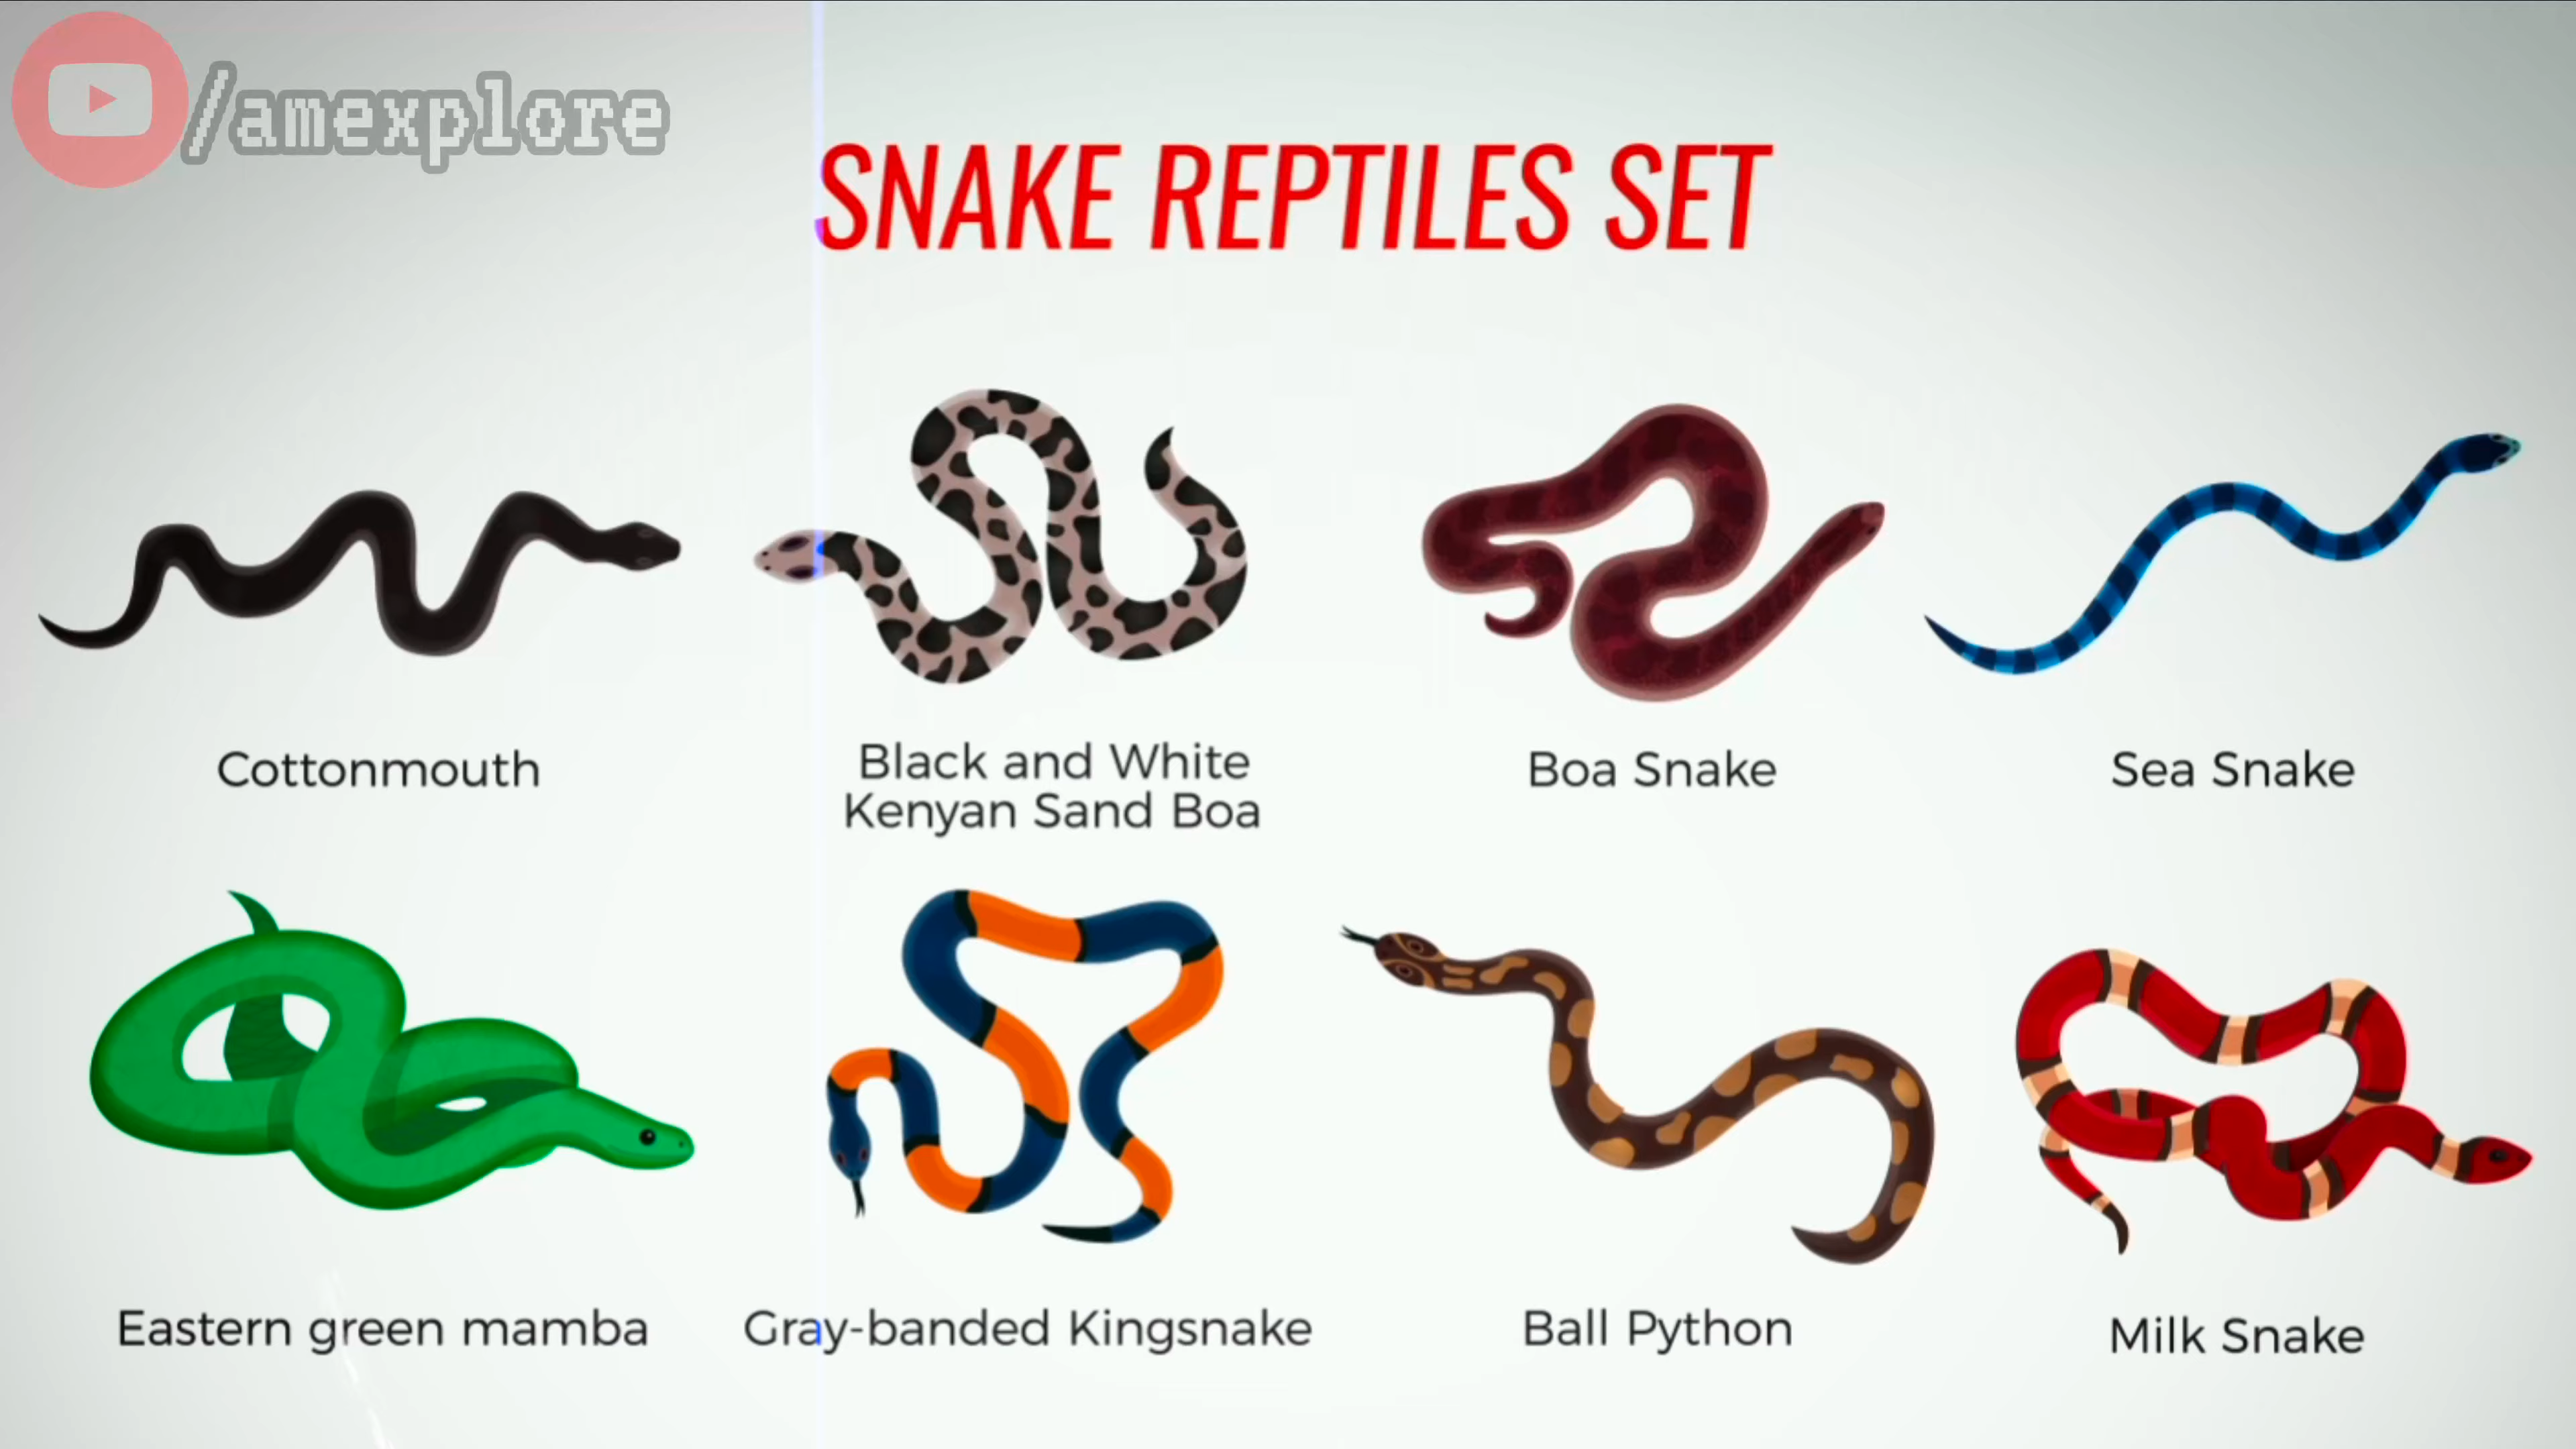 /amexplore
SNAKE REPTILES SET
Cottonmouth
Black and White
Kenyan Sand Boa
Boa Snake
Sea Snake
Eastern green mamba
Gray-banded Kingsnake
Ball Python
Milk Snake